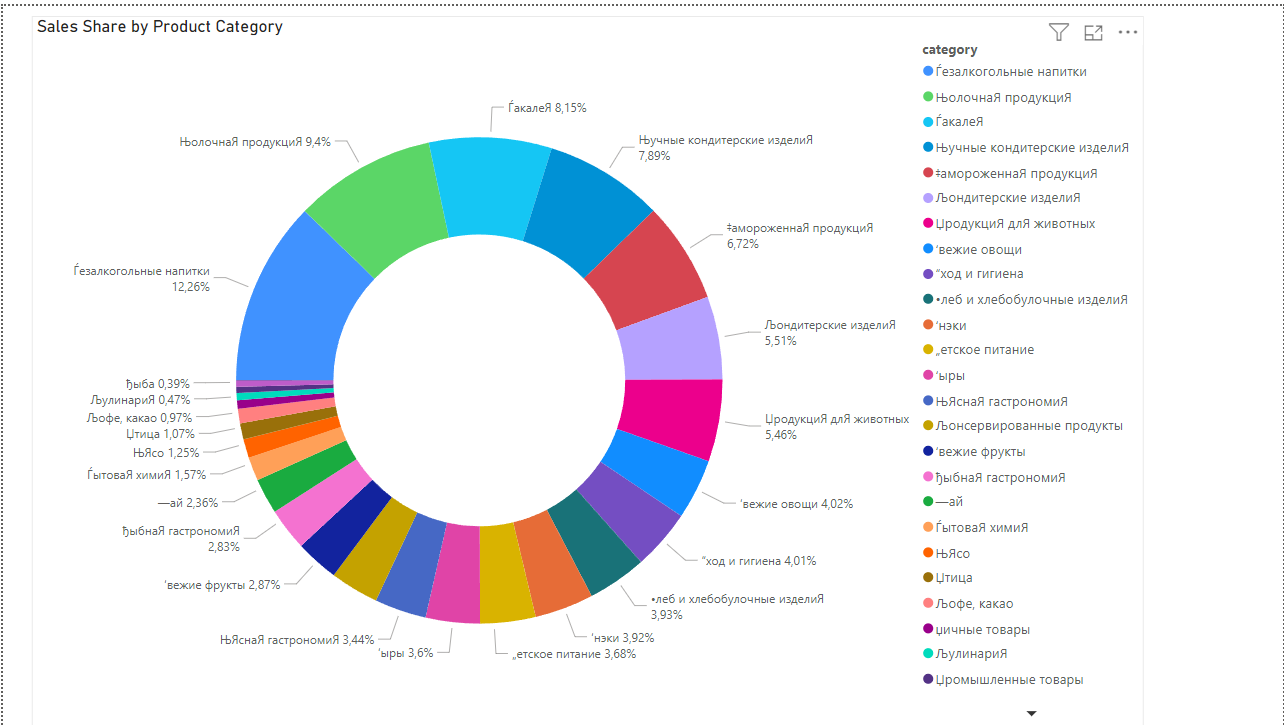 Sales Share by Product Category
ЃакалеЯ 8,15%
ЊолочнаЯ продукциЯ 9,4%
Њучные кондитерские изделиЯ
7,89%
‡амороженнаЯ продукциЯ
6,72%
Ѓезалкогольные напитки
12,26%
Љондитерские изделиЯ
5,51%
ђыба 0,39%
ЉулинариЯ 0,47%
Љофе, какао 0,97%
Џтица 1,07%
ЊЯсо 1,25%
ЃытоваЯ химиЯ 1,57%
—ай 2,36%
ђыбнаЯ гастрономиЯ
2,83%
‘вежие фрукты 2,87%
ЊЯснаЯ гастрономиЯ 3,44%
‘ыры 3,6%
„етское питание 3,68%
‘нэки 3,92%
•леб и хлебобулочные изделиЯ
3,93%
“ход и гигиена 4,01%
‘вежие овощи 4,02%
ЏродукциЯ длЯ животных
5,46%
category
Ѓезалкогольные напитки
ЊолочнаЯ продукциЯ
ЃакалеЯ
Њучные кондитерские изделиЯ
‡амороженнаЯ продукциЯ
Љондитерские изделиЯ
ЏродукциЯ длЯ животных
‘вежие овощи
“ход и гигиена
•леб и хлебобулочные изделиЯ
‘нэки
„етское питание
‘ыры
ЊЯснаЯ гастрономиЯ
Љонсервированные продукты
‘вежие фрукты
ђыбнаЯ гастрономиЯ
—ай
ЃытоваЯ химиЯ
ЊЯсо
Џтица
Љофе, какао
џичные товары
ЉулинариЯ
Џромышленные товары